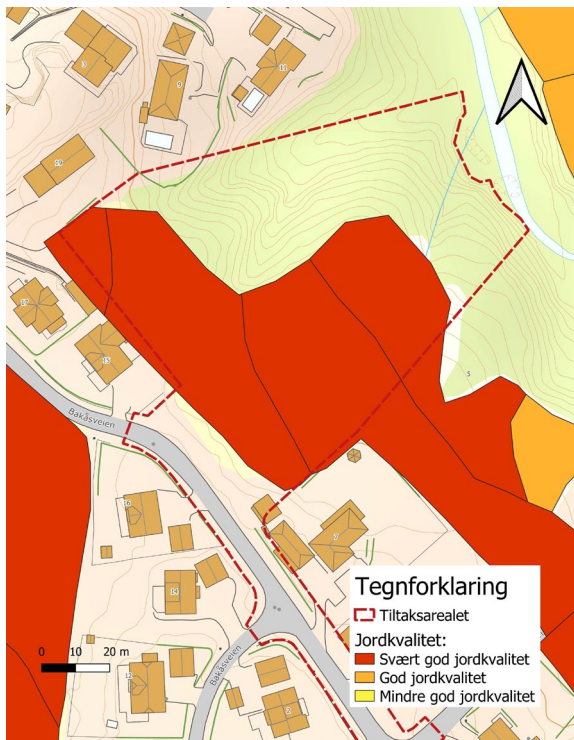 3
9
11
19
17
15
5
Bakåsveien
16
7
14
12
Bakåsveien
2
0 10 20 m
Tegnforklaring
Tiltaksarealet
Jordkvalitet:
Svært god jordkvalitet
God jordkvalitet
Mindre god jordkvalitet